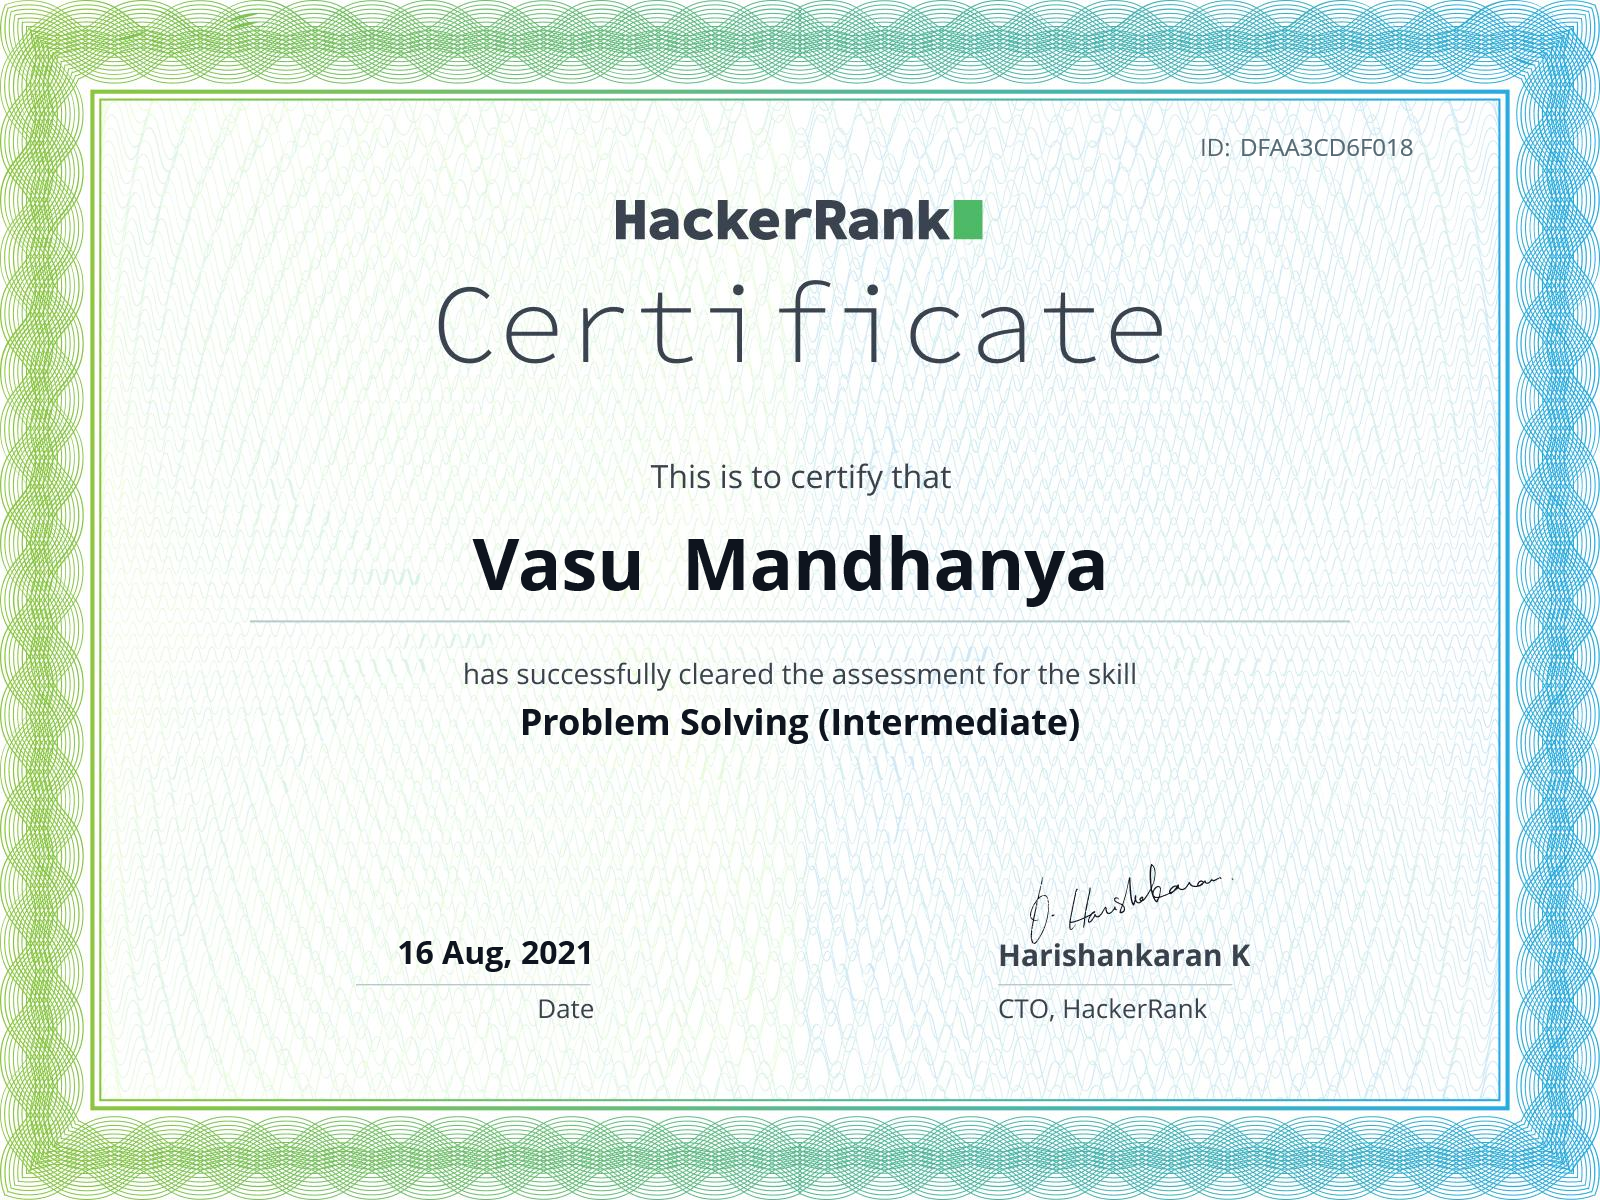 ID: DFAA3CD6F018
HackerRank
Certificate
This is to certify that
Vasu Mandhanya
has successfully cleared the assessment for the skill
Problem Solving (Intermediate)
16 Aug, 2021
Date
Harishankaran K
CTO, HackerRank